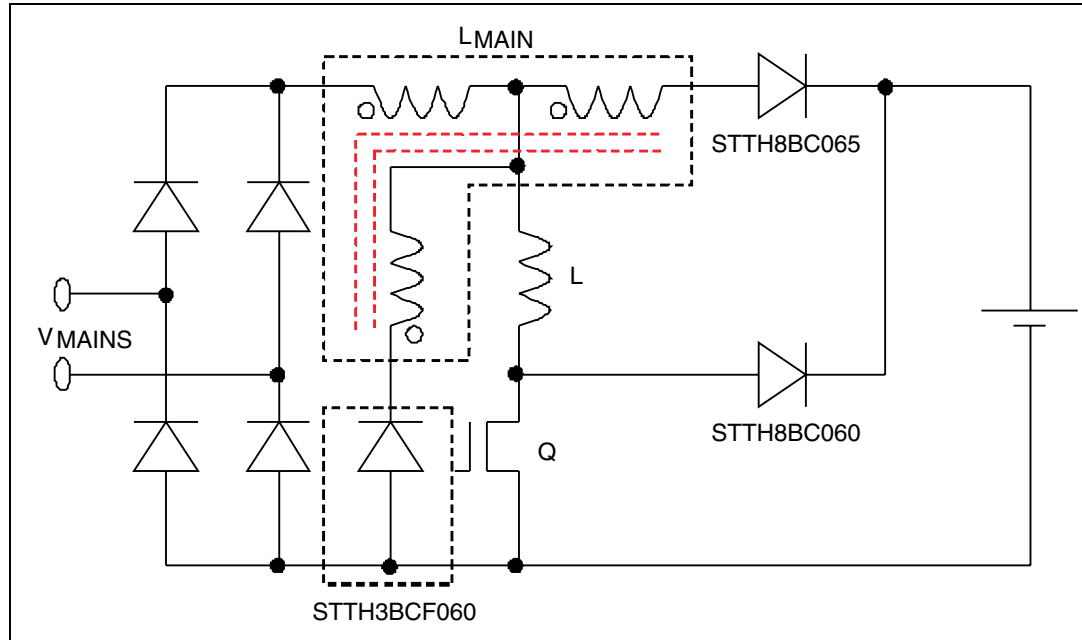 LMAIN
STTH8BC065
L
VMAINS
STTH8BC060
Q
STTH3BCF060